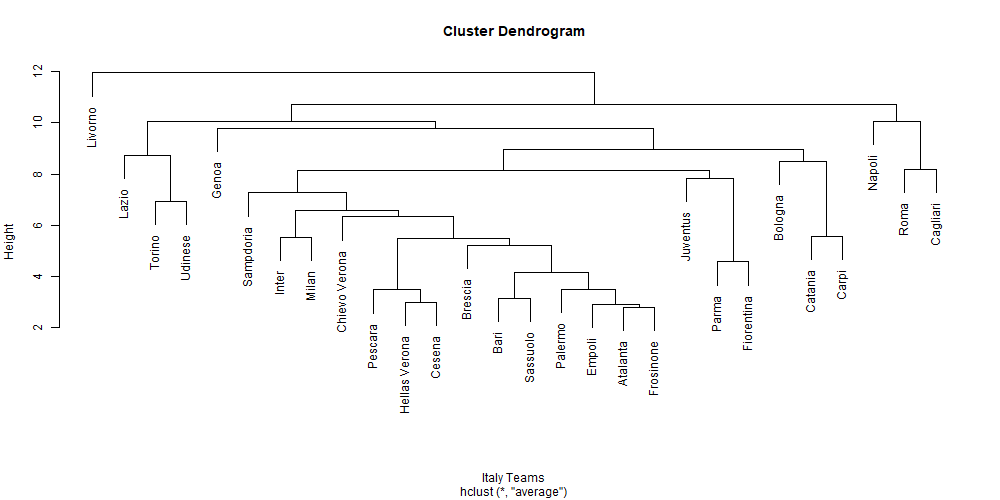 Cluster Dendrogram
Height
12
10
8
6
4
2
Livorno
Lazio
Torino
Udinese
Genoa
Sampdoria
Inter
Milan
Chievo Verona
Pescara
Hellas Verona
Cesena
Brescia
Bari
Sassuolo
Palermo
Empoli
Atalanta
Frosinone
Juventus
Parma
Fiorentina
Bologna
Catania
Carpi
Napoli
Roma
Cagliari
Italy Teams
hclust (*, "average")